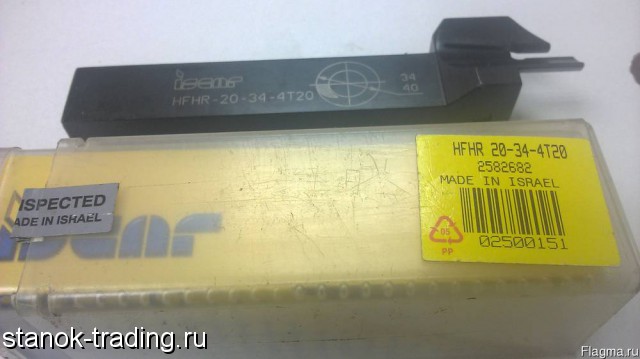 iscar
HFHR-20-34-4T20
34
40
HFHR 20-34-4T20
2582682
MADE IN ISRAEL
02500151
05
PP
ISPECTED
ADE IN ISRAEL
iscar
stanok-trading.ru
Flagma.ru